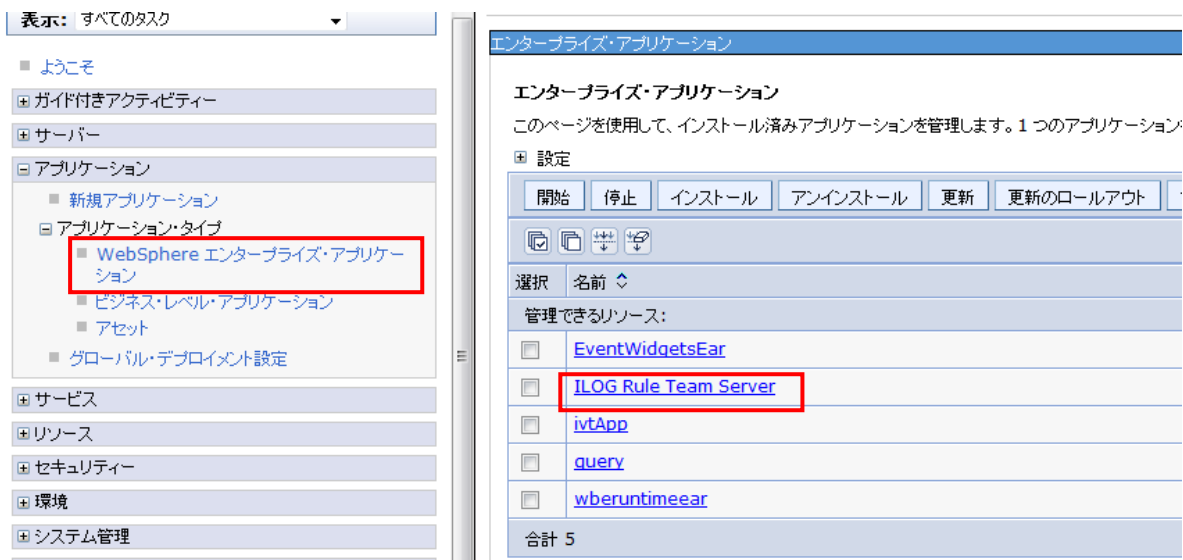 表示: すべてのタスク
ようこそ
ガイド付きアクティビティー
サーバー
アプリケーション
新規アプリケーション
アプリケーション・タイプ
WebSphere エンタープライズ・アプリケー
ション
ビジネス・レベル・アプリケーション
アセット
グローバル・デプロイメント設定
サービス
リソース
セキュリティー
環境
システム管理
エンタープライズ・アプリケーション
エンタープライズ・アプリケーション
このページを使用して、インストール済みアプリケーションを管理します。1 つのアプリケーション
設定
開始 停止 インストール アンインストール 更新 更新のロールアウト
選択 名前
管理できるリソース:
EventWidgetsEar
ILOG Rule Team Server
ivtApp
query
wberuntimeear
合計 5